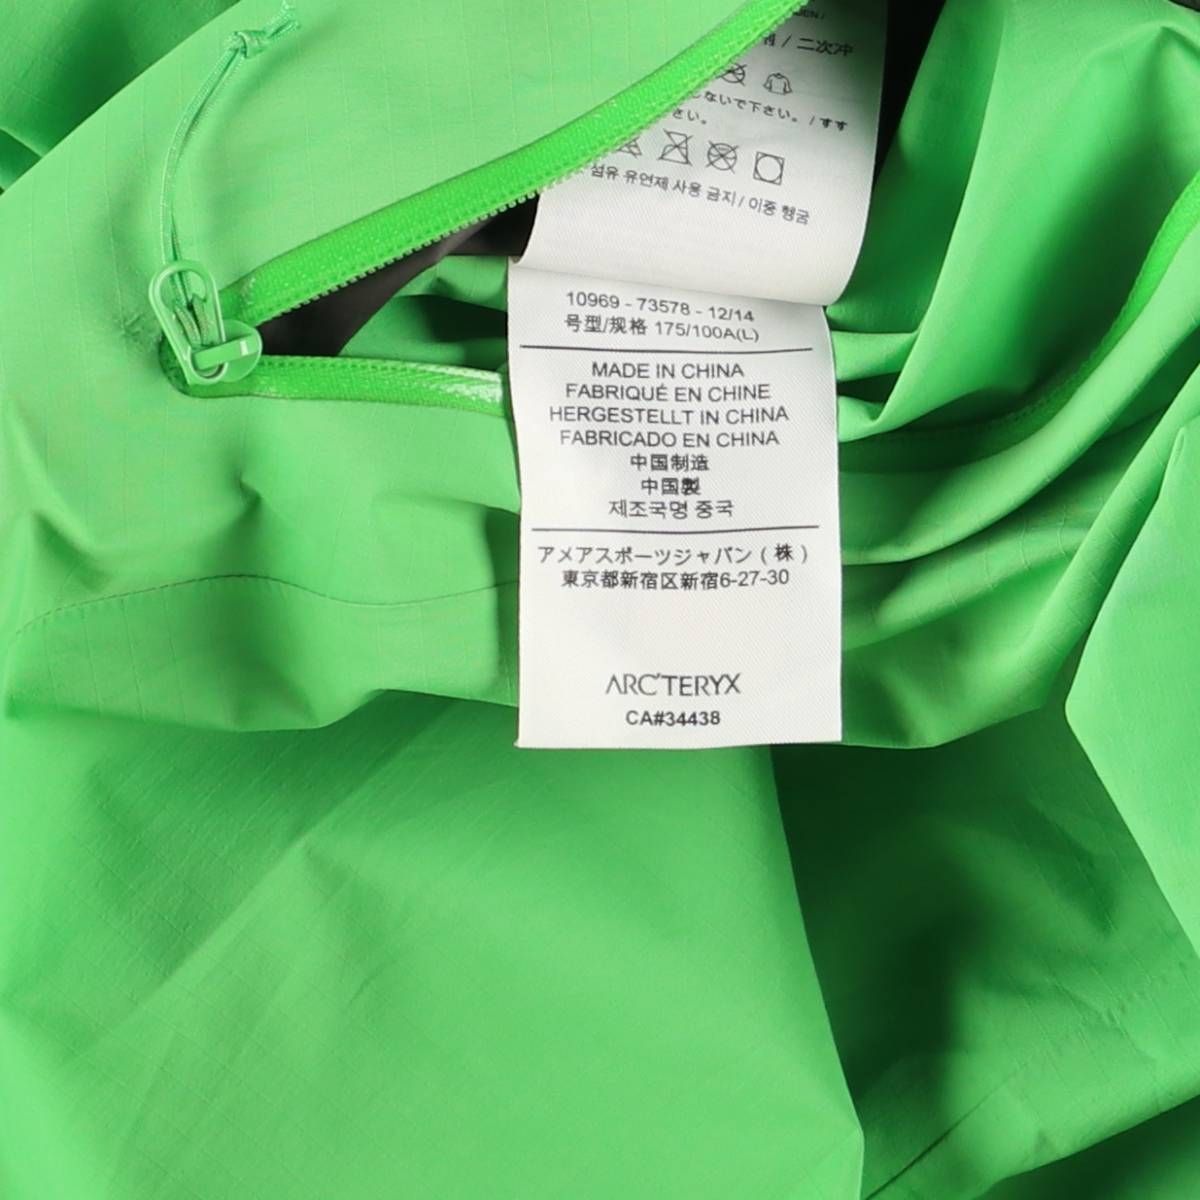 / 二次冲
しないで下さい。/ すす
さい。
섬유 유연제 사용 금지 / 이중 헹굼
10969 - 73578 - 12/14
号型/规格 175/100A(L)
MADE IN CHINA
FABRIQUÉ EN CHINE
HERGESTELLT IN CHINA
FABRICADO EN CHINA
中国制造
中国製
제조국명 중국
アメアスポーツジャパン ( 株 )
東京都新宿区新宿6-27-30
ARC'TERYX
CA#34438